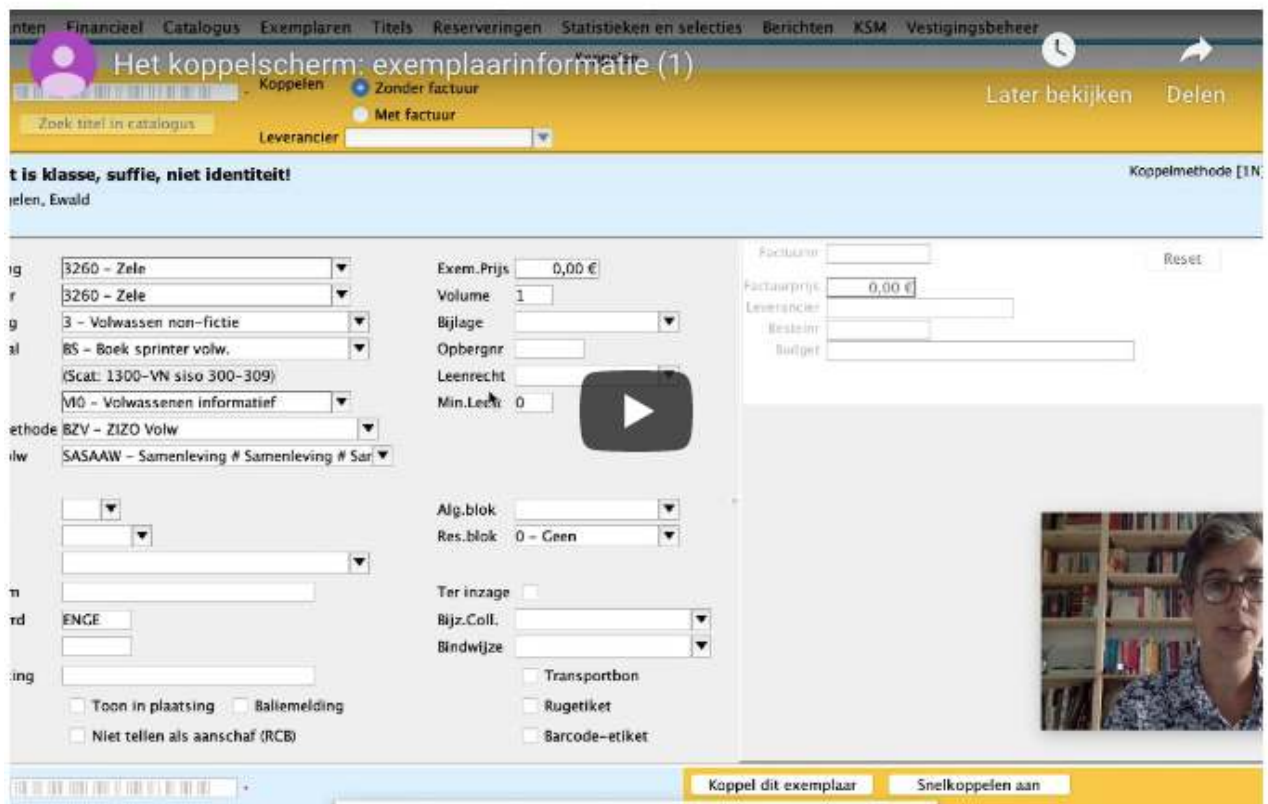 nten Financieel Catalogus Exemplaren Titels Reserveringen Statistieken en selecties Berichten KSM Vestigingsbeheer
Koppelen
Het koppelscherm: exemplaarinformatie (1)
Later bekijken Delen
Koppelen Zonder factuur
Met factuur
Zoek titel in catalogus
Leverancier
t is klasse, suffie, niet identiteit!
Koppelmethode [1N]
elen, Ewald
g 3260 - Zele Exem.Prijs 0,00 € Factuurnr Reset
r 3260 - Zele Volume 1 Factuurprijs 0,00 €
g 3 - Volwassen non-fictie Bijlage Leverancier
al BS - Boek sprinter volw. Opbergnr Bestelnr
Budget
(Scat: 1300-VN siso 300-309) Leenrecht
VI0 - Volwassenen informatief Min.Leeft 0
ethode BZV - ZIZO Volw
lw SASAAW - Samenleving # Samenleving # Sar
Alg.blok
Res.blok 0 - Geen
m Ter inzage
rd ENGE Bijz.Coll.
Bindwijze
ing Transportbon
Toon in plaatsing Baliemelding Rugetiket
Niet tellen als aanschaf (RCB) Barcode-etiket
Koppel dit exemplaar Snelkoppelen aan